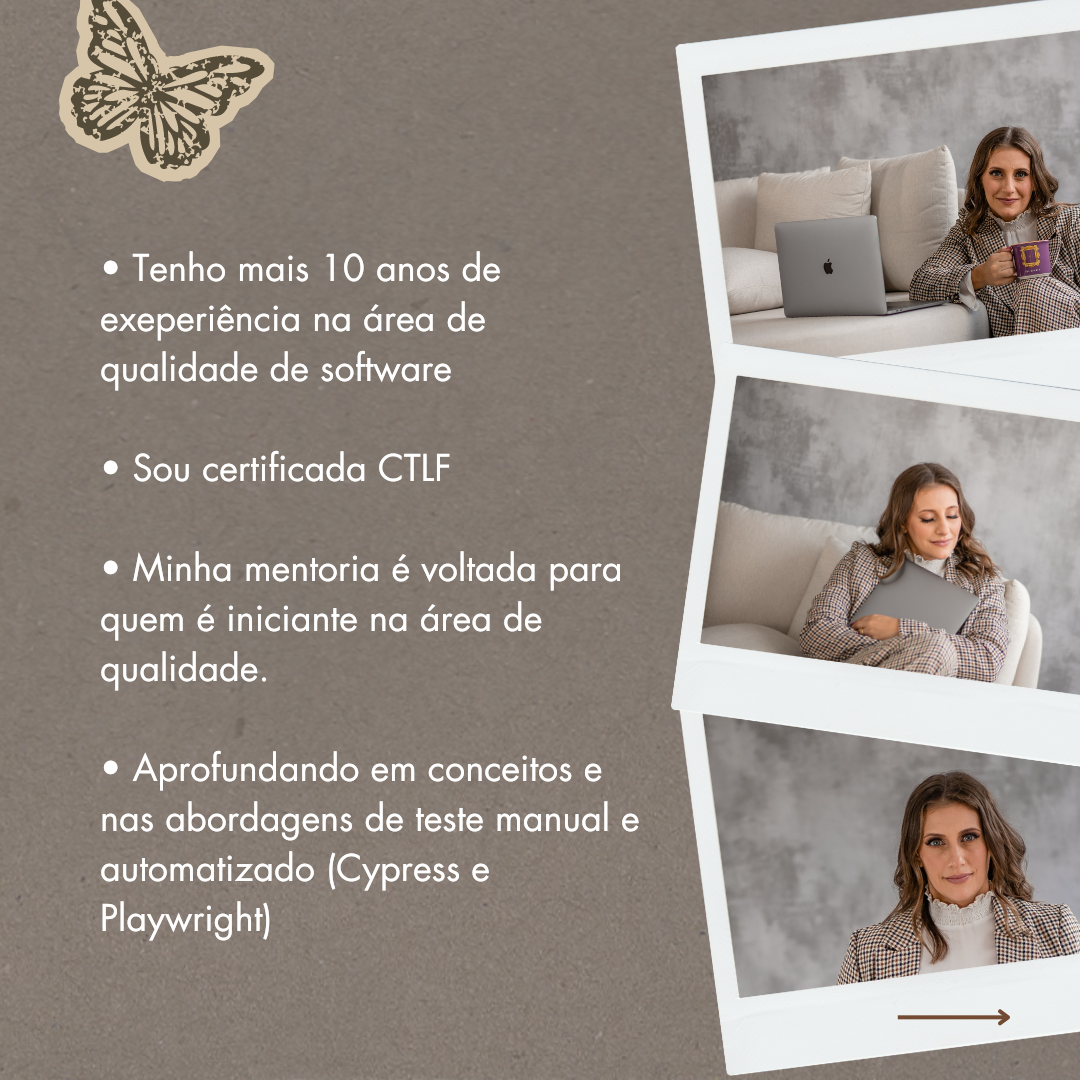 • Tenho mais 10 anos de
exeperiência na área de
qualidade de software
• Sou certificada CTLF
• Minha mentoria é voltada para
quem é iniciante na área de
qualidade.
• Aprofundando em conceitos e
nas abordagens de teste manual e
automatizado (Cypress e
Playwright)